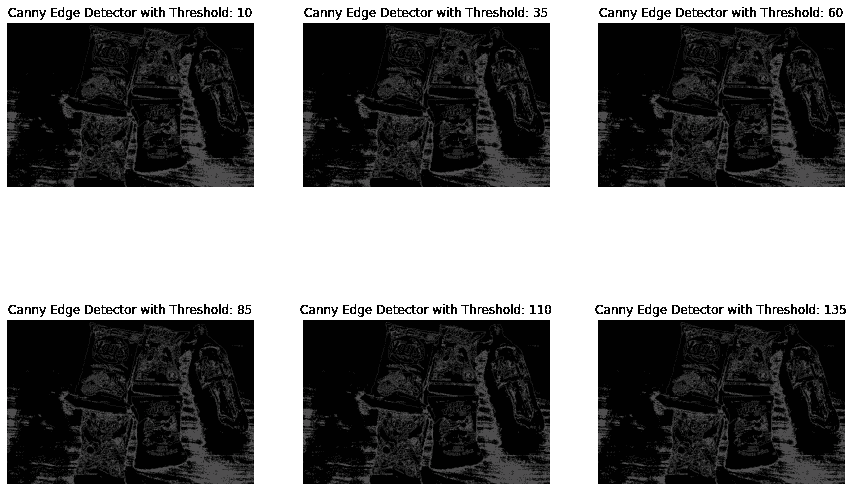 Canny Edge Detector with Threshold: 10
Canny Edge Detector with Threshold: 35
Canny Edge Detector with Threshold: 60
Canny Edge Detector with Threshold: 85
Canny Edge Detector with Threshold: 110
Canny Edge Detector with Threshold: 135